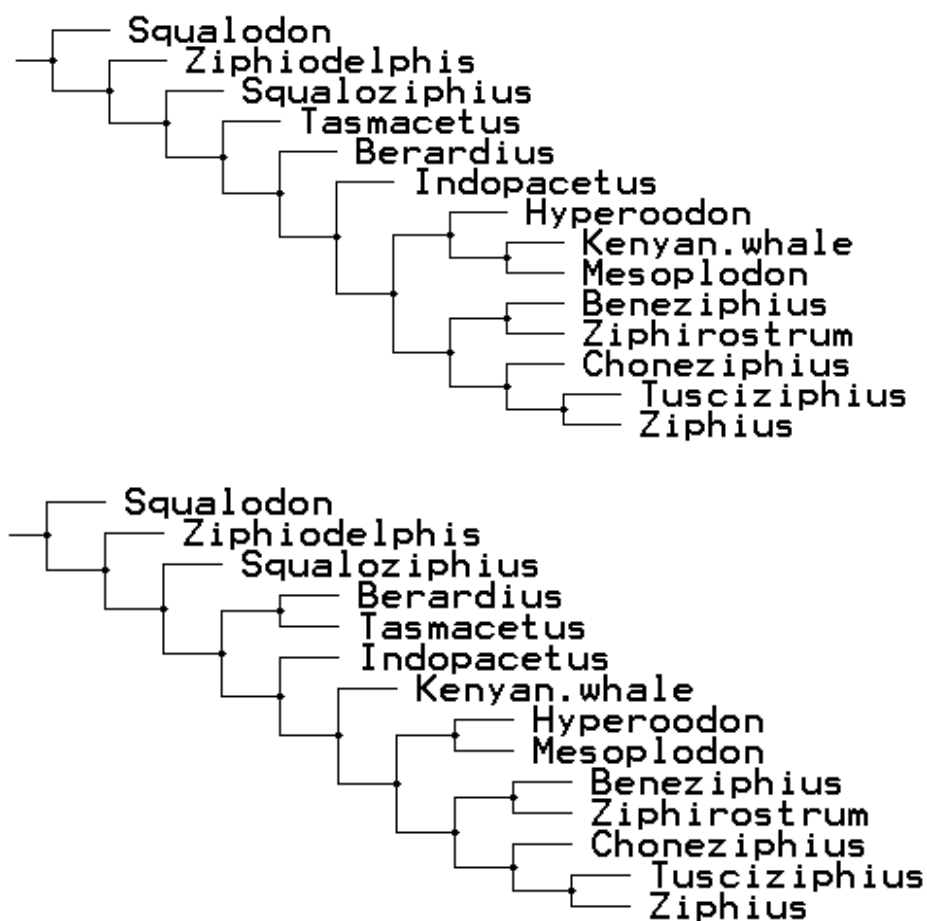 Squalodon
Ziphiodelphis
Squaloziphius
Tasmacetus
Berardius
Indopacetus
Hyperoodon
Kenyan.whale
Mesoplodon
Beneziphius
Ziphirostrum
Choneziphius
Tusciziphius
Ziphius
Squalodon
Ziphiodelphis
Squaloziphius
Berardius
Tasmacetus
Indopacetus
Kenyan.whale
Hyperoodon
Mesoplodon
Beneziphius
Ziphirostrum
Choneziphius
Tusciziphius
Ziphius